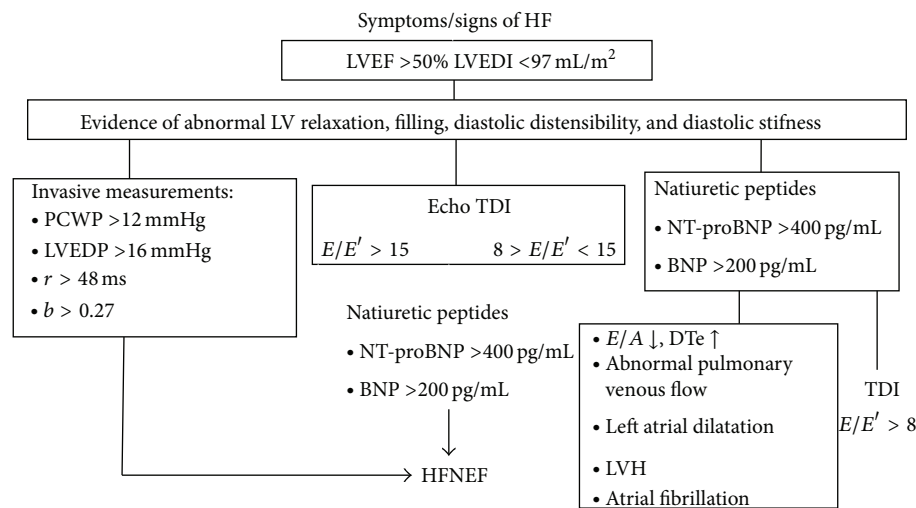 Symptoms/signs of HF
LVEF >50% LVEDI <97 mL/m²
Evidence of abnormal LV relaxation, filling, diastolic distensibility, and diastolic stifness
Invasive measurements:
• PCWP >12 mmHg
• LVEDP >16 mmHg
• r > 48 ms
• b > 0.27
Echo TDI
E/E′ > 15 8 > E/E′ < 15
Natiuretic peptides
• NT-proBNP >400 pg/mL
• BNP >200 pg/mL
Natiuretic peptides
• NT-proBNP >400 pg/mL
• BNP >200 pg/mL
• E/A ↓, DTe ↑
• Abnormal pulmonary
venous flow
• Left atrial dilatation
• LVH
• Atrial fibrillation
TDI
E/E′ > 8
HFNEF